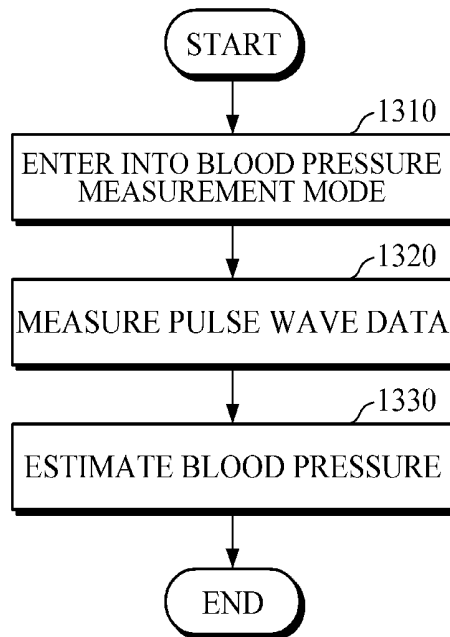 START
1310
ENTER INTO BLOOD PRESSURE
MEASUREMENT MODE
1320
MEASURE PULSE WAVE DATA
1330
ESTIMATE BLOOD PRESSURE
END